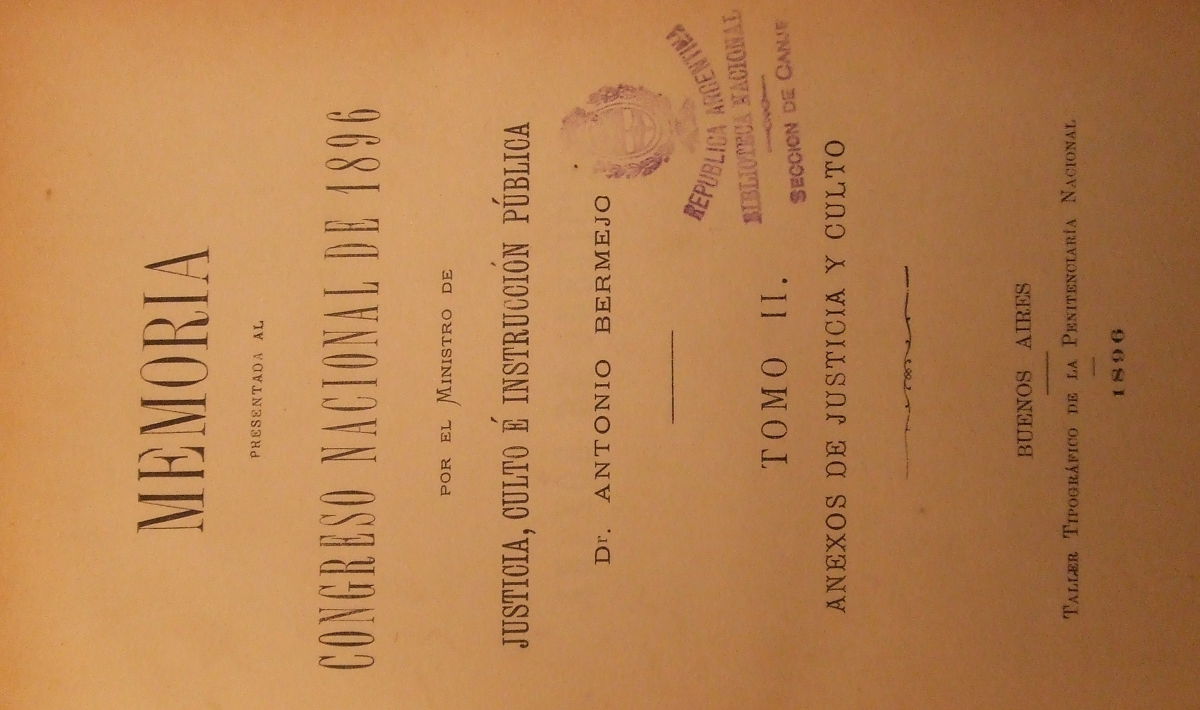 MEMORIA
PRESENTADA AL
CONGRESO NACIONAL DE 1896
POR EL MINISTRO DE
JUSTICIA, CULTO É INSTRUCCIÓN PÚBLICA
Dr. ANTONIO BERMEJO
REPUBLICA ARGENTINA
BIBLIOTECA NACIONAL
SECCION DE CANJE
TOMO II.
ANEXOS DE JUSTICIA Y CULTO
BUENOS AIRES
TALLER TIPOGRÁFICO DE LA PENITENCIARÍA NACIONAL
1896